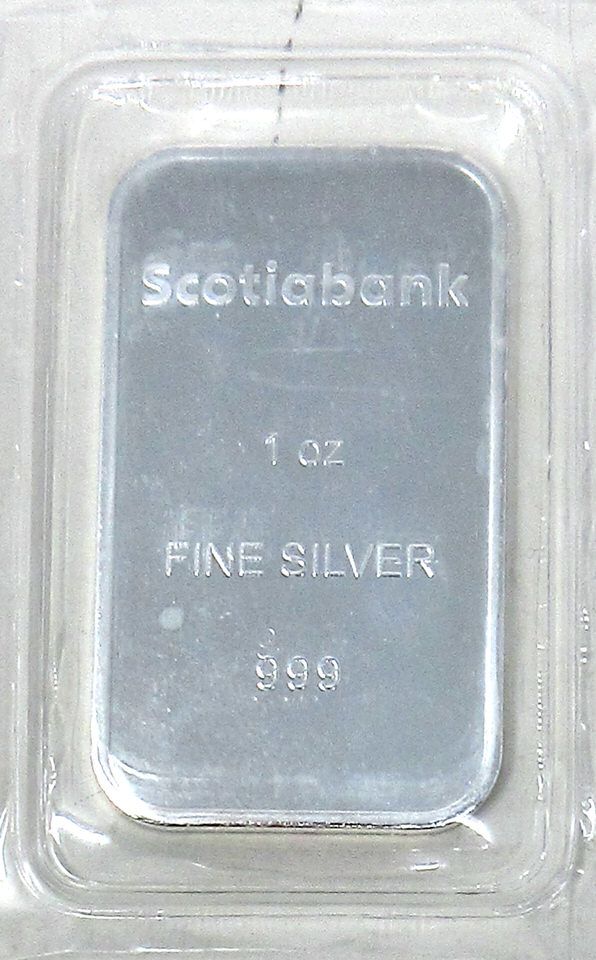 Scotiabank
1 oz
FINE SILVER
999